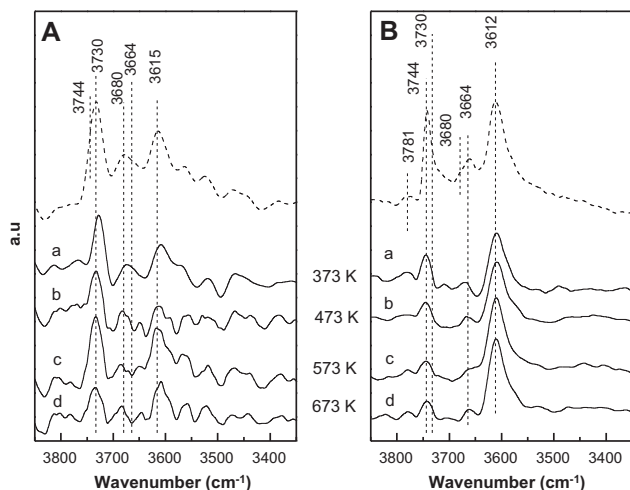 A
3744
3730
3680
3664
3615
B
3781
3744
3730
3680
3664
3612
a.u
a
b
c
d
373 K
473 K
573 K
673 K
a
b
c
d
3800 3700 3600 3500 3400
Wavenumber (cm-1)
3800 3700 3600 3500 3400
Wavenumber (cm-1)